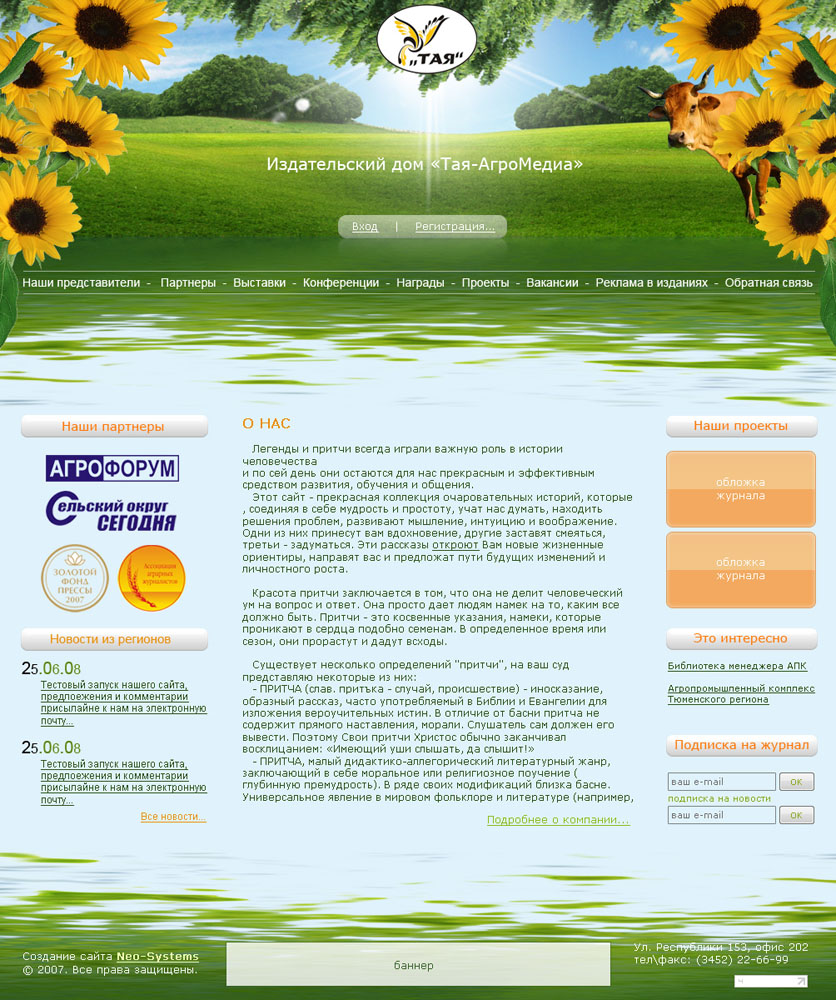 „ТАЯ“
Издательский дом «Тая-АгроМедиа»
Вход | Регистрация...
Наши представители - Партнеры - Выставки - Конференции - Награды - Проекты - Вакансии - Реклама в изданиях - Обратная связь
Наши партнеры
АГРОФОРУМ
Сельский округ
СЕГОДНЯ
ЗОЛОТОЙ
ФОНД
ПРЕССЫ
2007
Ассоциация
аграрных
журналистов
Новости из регионов
25.06.08
Тестовый запуск нашего сайта,
предлоежения и комментарии
присылайне к нам на электронную
почту...
25.06.08
Тестовый запуск нашего сайта,
предлоежения и комментарии
присылайне к нам на электронную
почту...
Все новости...
О НАС
Легенды и притчи всегда играли важную роль в истории
человечества
и по сей день они остаются для нас прекрасным и эффективным
средством развития, обучения и общения.
Этот сайт - прекрасная коллекция очаровательных историй, которые
, соединяя в себе мудрость и простоту, учат нас думать, находить
решения проблем, развивают мышление, интуицию и воображение.
Одни из них принесут вам вдохновение, другие заставят смеяться,
третьи - задуматься. Эти рассказы откроют Вам новые жизненные
ориентиры, направят вас и предложат пути будущих изменений и
личностного роста.
Красота притчи заключается в том, что она не делит человеческий
ум на вопрос и ответ. Она просто дает людям намек на то, каким все
должно быть. Притчи - это косвенные указания, намеки, которые
проникают в сердца подобно семенам. В определенное время или
сезон, они прорастут и дадут всходы.
Существует несколько определений "притчи", на ваш суд
представляю некоторые из них:
- ПРИТЧА (слав. притъка - случай, происшествие) - иносказание,
образный рассказ, часто употребляемый в Библии и Евангелии для
изложения вероучительных истин. В отличие от басни притча не
содержит прямого наставления, морали. Слушатель сам должен его
вывести. Поэтому Свои притчи Христос обычно заканчивал
восклицанием: «Имеющий уши слышать, да слышит!»
- ПРИТЧА, малый дидактико-аллегорический литературный жанр,
заключающий в себе моральное или религиозное поучение (
глубинную премудрость). В ряде своих модификаций близка басне.
Универсальное явление в мировом фольклоре и литературе (например,
Подробнее о компании...
Наши проекты
обложка
журнала
обложка
журнала
Это интересно
Библиотека менеджера АПК
Агропромышленный комплекс
Тюменского региона
Подписка на журнал
ваш e-mail ОК
подписка на новости
ваш e-mail ОК
Создание сайта Neo-Systems
© 2007. Все права защищены.
баннер
Ул. Республики 153, офис 202
тел\факс: (3452) 22-66-99